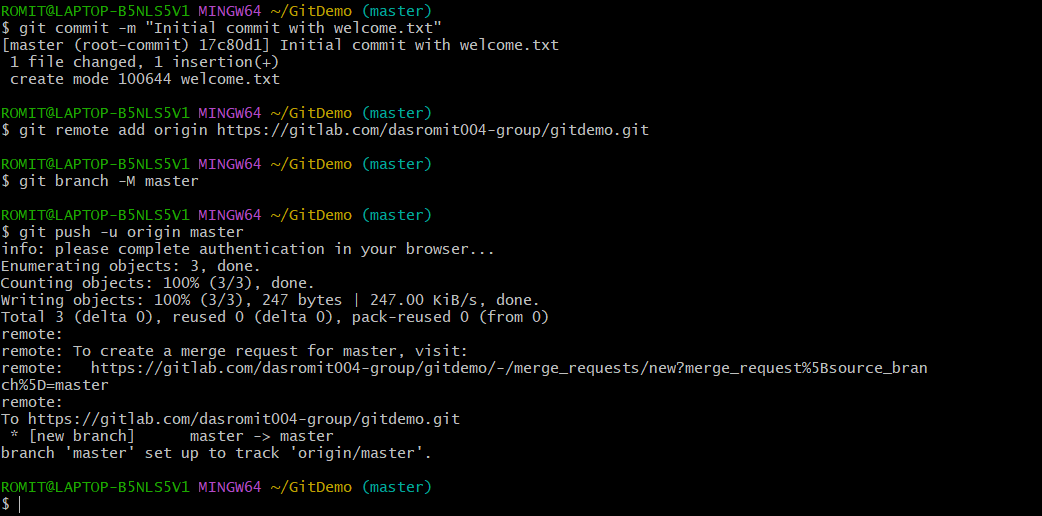 ROMIT@LAPTOP-B5NLS5V1 MINGW64 ~/GitDemo (master)
$ git commit -m "Initial commit with welcome.txt"
[master (root-commit) 17c80d1] Initial commit with welcome.txt
 1 file changed, 1 insertion(+)
 create mode 100644 welcome.txt

ROMIT@LAPTOP-B5NLS5V1 MINGW64 ~/GitDemo (master)
$ git remote add origin https://gitlab.com/dasromit004-group/gitdemo.git

ROMIT@LAPTOP-B5NLS5V1 MINGW64 ~/GitDemo (master)
$ git branch -M master

ROMIT@LAPTOP-B5NLS5V1 MINGW64 ~/GitDemo (master)
$ git push -u origin master
info: please complete authentication in your browser...
Enumerating objects: 3, done.
Counting objects: 100% (3/3), done.
Writing objects: 100% (3/3), 247 bytes | 247.00 KiB/s, done.
Total 3 (delta 0), reused 0 (delta 0), pack-reused 0 (from 0)
remote:
remote: To create a merge request for master, visit:
remote:   https://gitlab.com/dasromit004-group/gitdemo/-/merge_requests/new?merge_request%5Bsource_bran
ch%5D=master
remote:
To https://gitlab.com/dasromit004-group/gitdemo.git
 * [new branch]      master -> master
branch 'master' set up to track 'origin/master'.

ROMIT@LAPTOP-B5NLS5V1 MINGW64 ~/GitDemo (master)
$